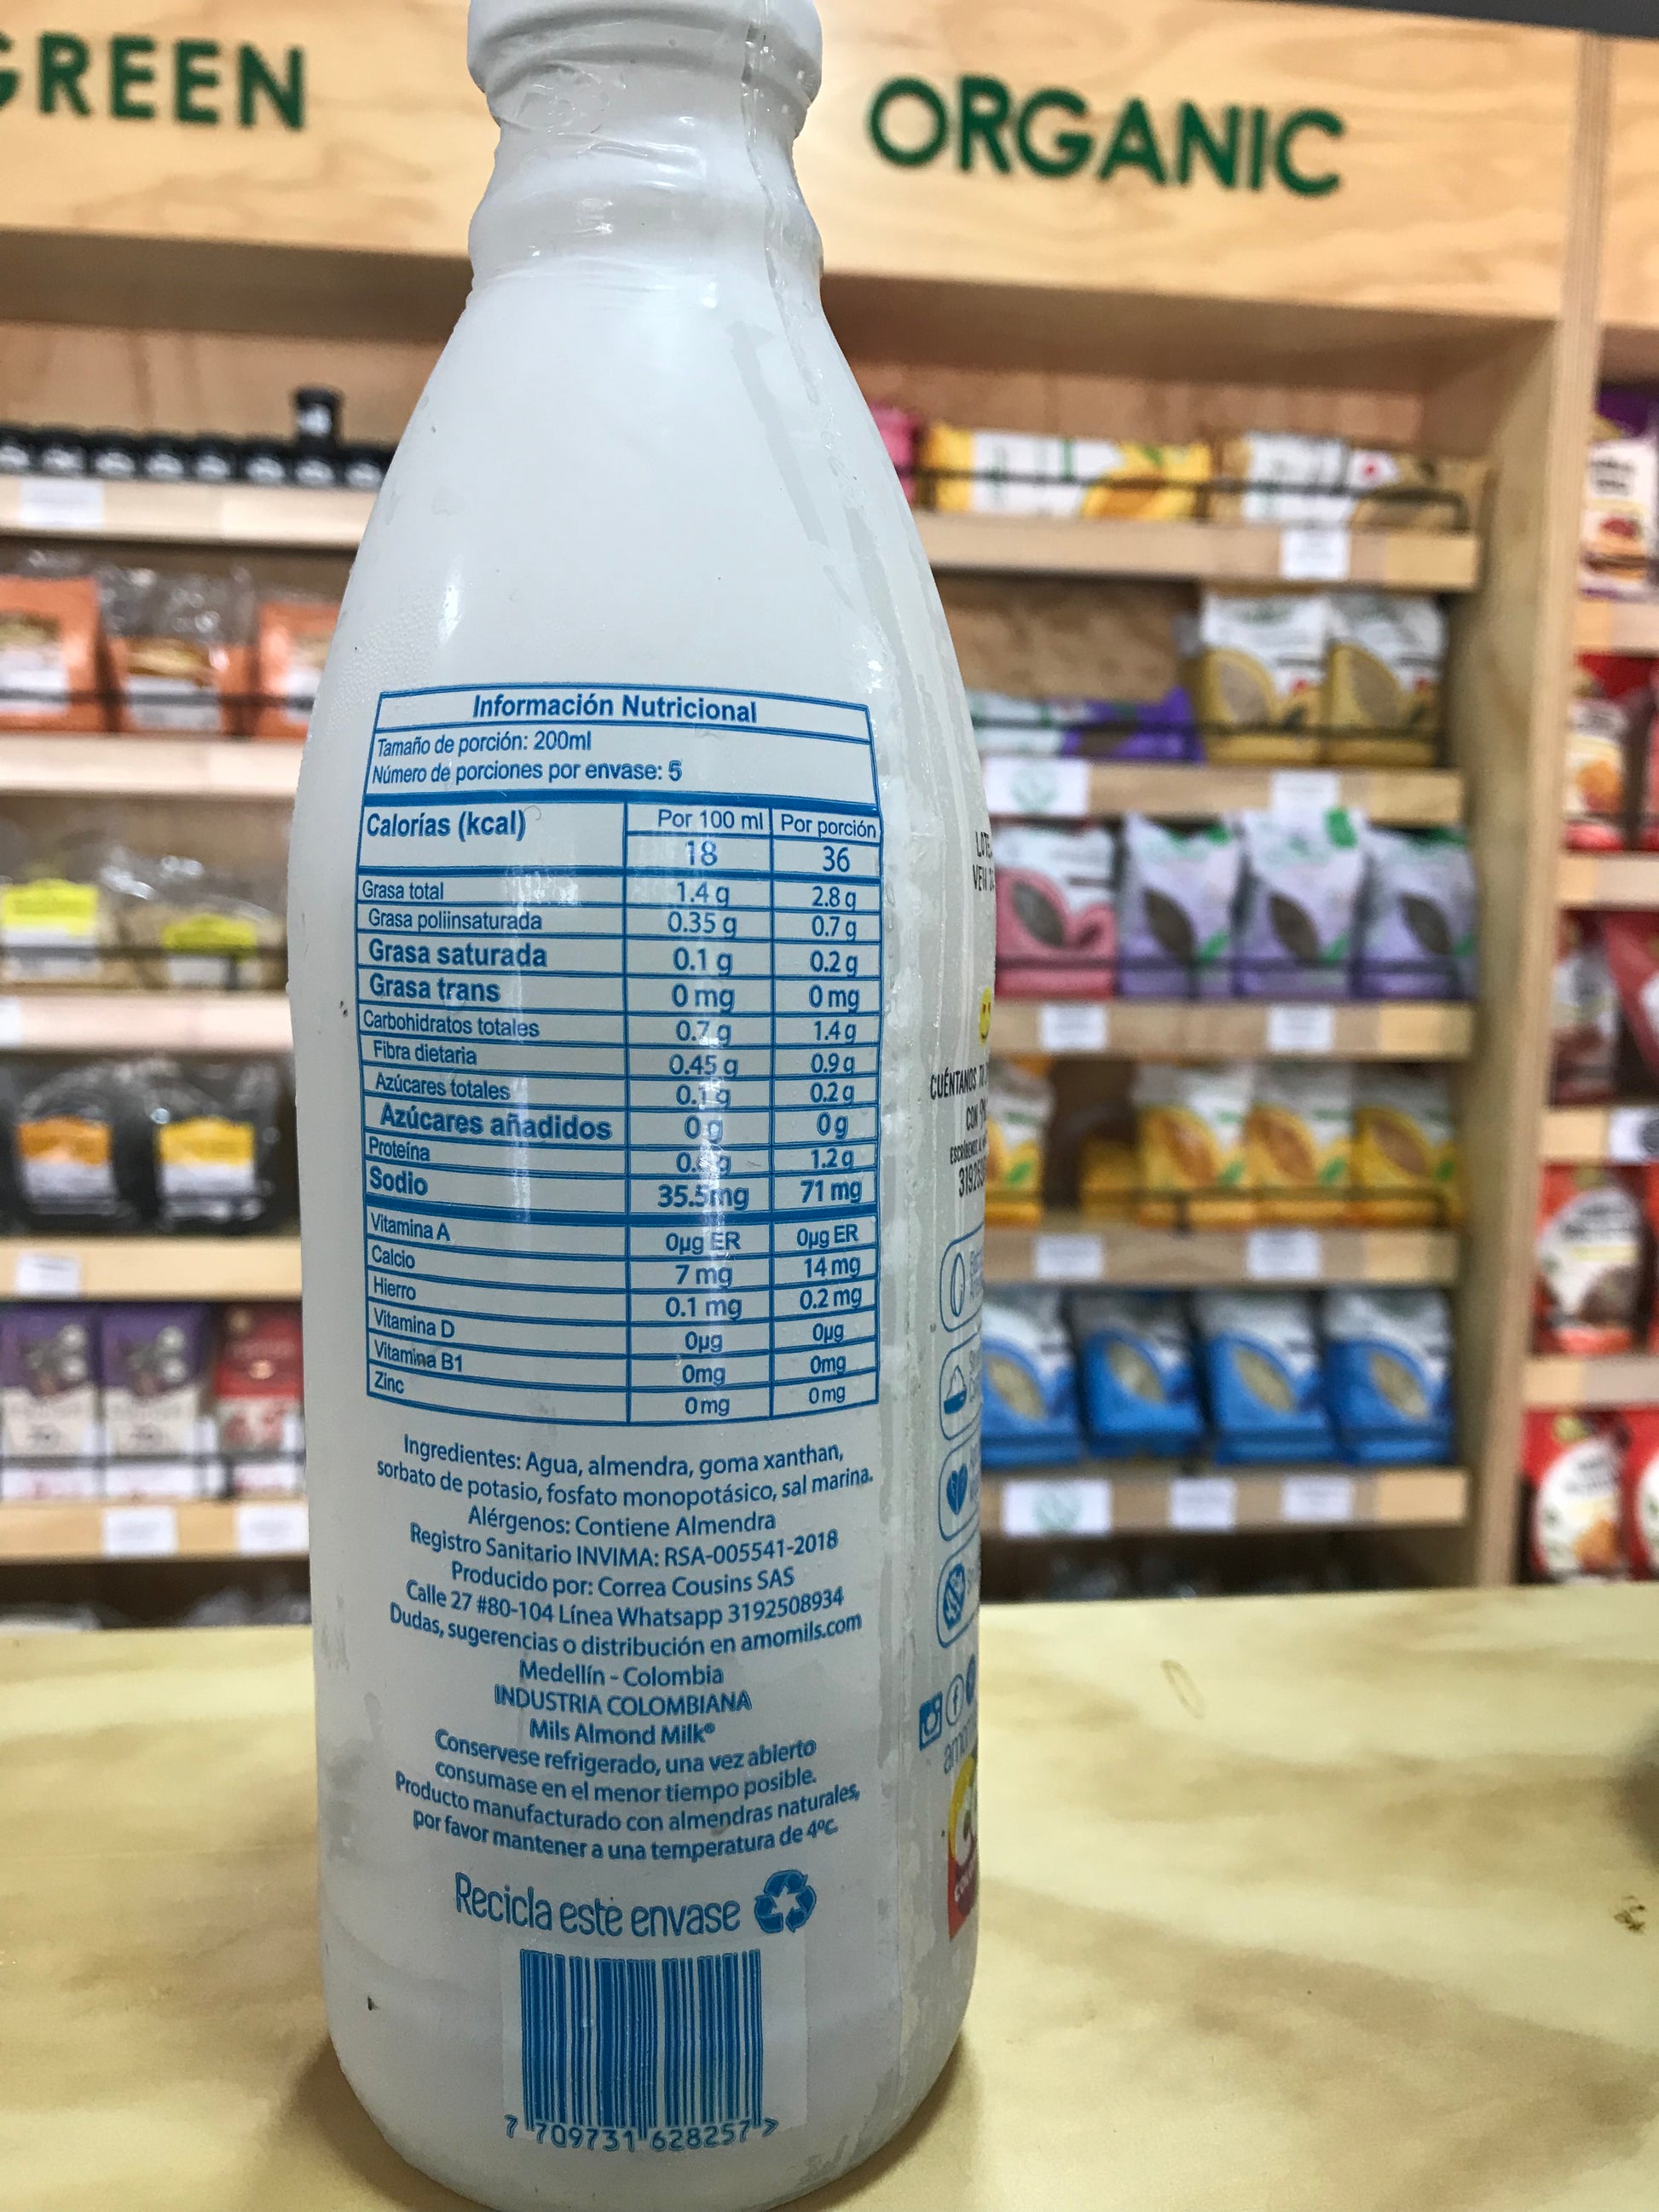 GREEN
ORGANIC
Información Nutricional
Tamaño de porción: 200ml
Número de porciones por envase: 5
Calorías (kcal) Por 100 ml Por porción
18 36
Grasa total 1.4 g 2.8 g
Grasa poliinsaturada 0.35 g 0.7 g
Grasa saturada 0.1 g 0.2 g
Grasa trans 0 mg 0 mg
Carbohidratos totales 0.7 g 1.4 g
Fibra dietaria 0.45 g 0.9 g
Azúcares totales 0.1 g 0.2 g
Azúcares añadidos 0 g 0 g
Proteína 1.2 g
Sodio 35.5mg 71 mg
Vitamina A 0µg ER 0µg ER
Calcio 7 mg 14 mg
Hierro 0.1 mg 0.2 mg
Vitamina D 0µg 0µg
Vitamina B1 0mg 0mg
Zinc 0 mg 0 mg
Ingredientes: Agua, almendra, goma xanthan,
sorbato de potasio, fosfato monopotásico, sal marina.
Alérgenos: Contiene Almendra
Registro Sanitario INVIMA: RSA-005541-2018
Producido por: Correa Cousins SAS
Calle 27 #80-104 Línea Whatsapp 3192508934
Dudas, sugerencias o distribución en amomils.com
Medellín - Colombia
INDUSTRIA COLOMBIANA
Mils Almond Milk®
Conservese refrigerado, una vez abierto
consumase en el menor tiempo posible.
Producto manufacturado con almendras naturales,
por favor mantener a una temperatura de 4ºc.
Recicla este envase
7 709731 628257 >
CUÉNTANOS
CON